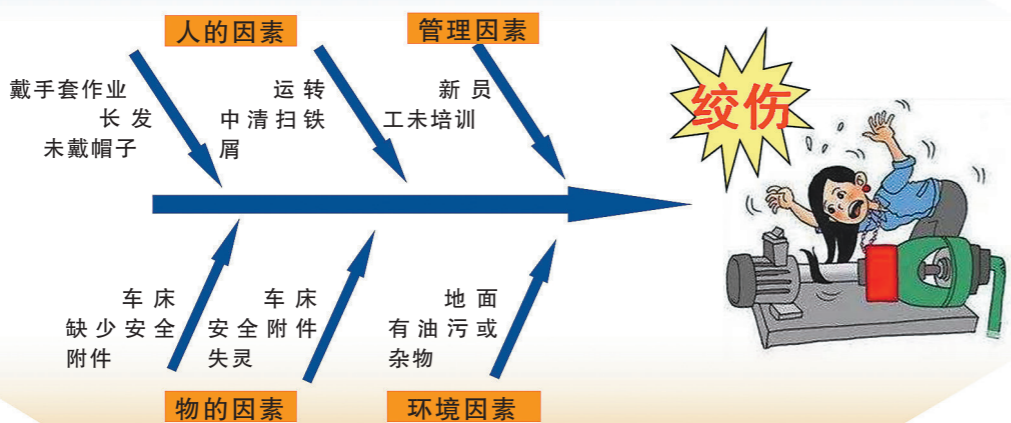 人的因素
管理因素
戴手套作业
长发
未戴帽子
运转
中清扫铁
屑
新员
工未培训
绞伤
车床
缺少安全
附件
车床
安全附件
失灵
地面
有油污或
杂物
物的因素
环境因素